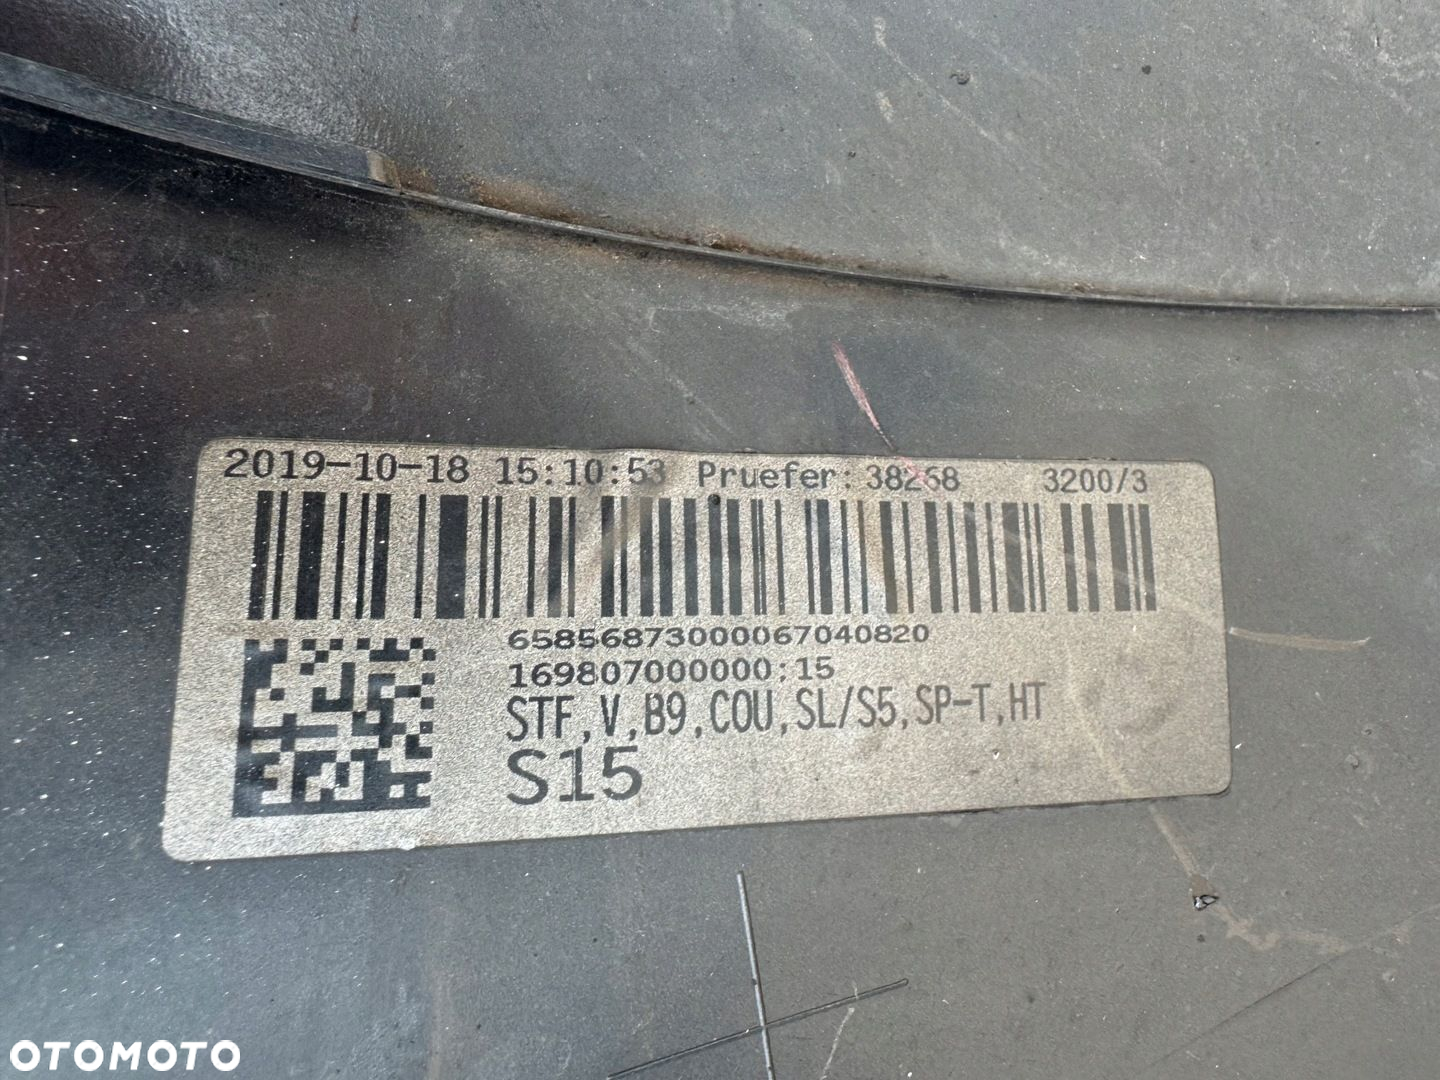 2019-10-18 15:10:53 Pruefer: 38268 3200/3
65856873000067040820
169807000000;15
STF,V,B9,COU,SL/S5,SP-T,HT
S15
OTOMOTO